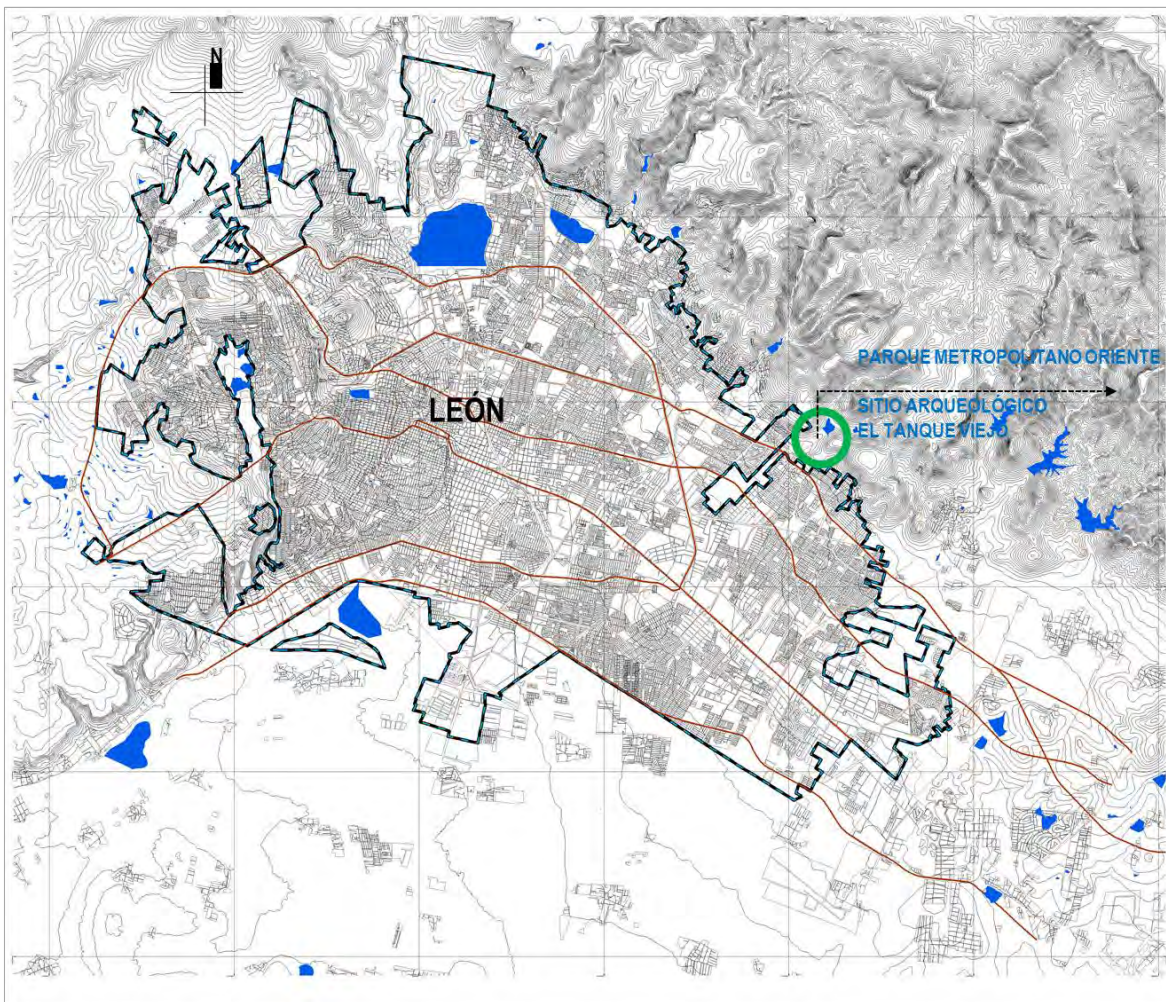 N
PARQUE METROPOLITANO ORIENTE
LEÓN
SITIO ARQUEOLÓGICO
EL TANQUE VIEJO